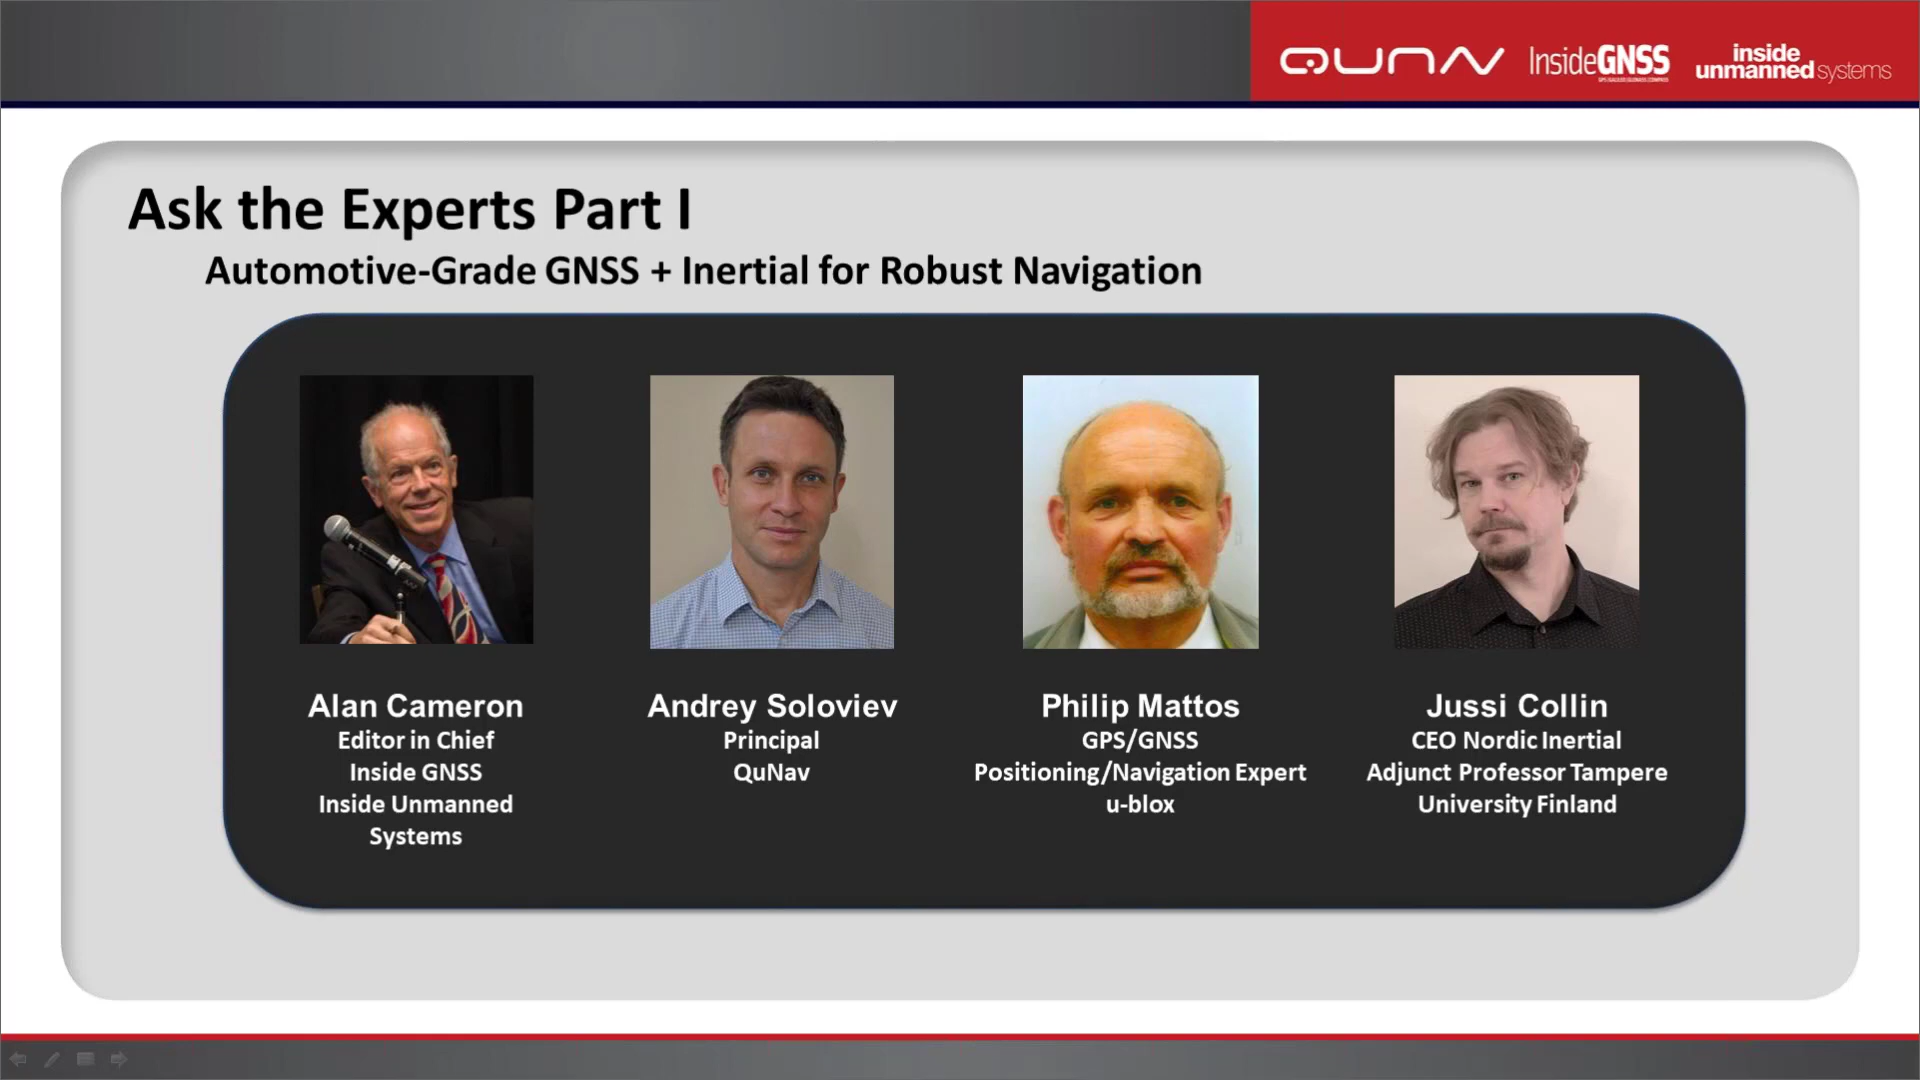 QUNAV InsideGNSS inside
unmanned systems
Ask the Experts Part I
Automotive-Grade GNSS + Inertial for Robust Navigation
Alan Cameron
Editor in Chief
Inside GNSS
Inside Unmanned
Systems
Andrey Soloviev
Principal
QuNav
Philip Mattos
GPS/GNSS
Positioning/Navigation Expert
u-blox
Jussi Collin
CEO Nordic Inertial
Adjunct Professor Tampere
University Finland